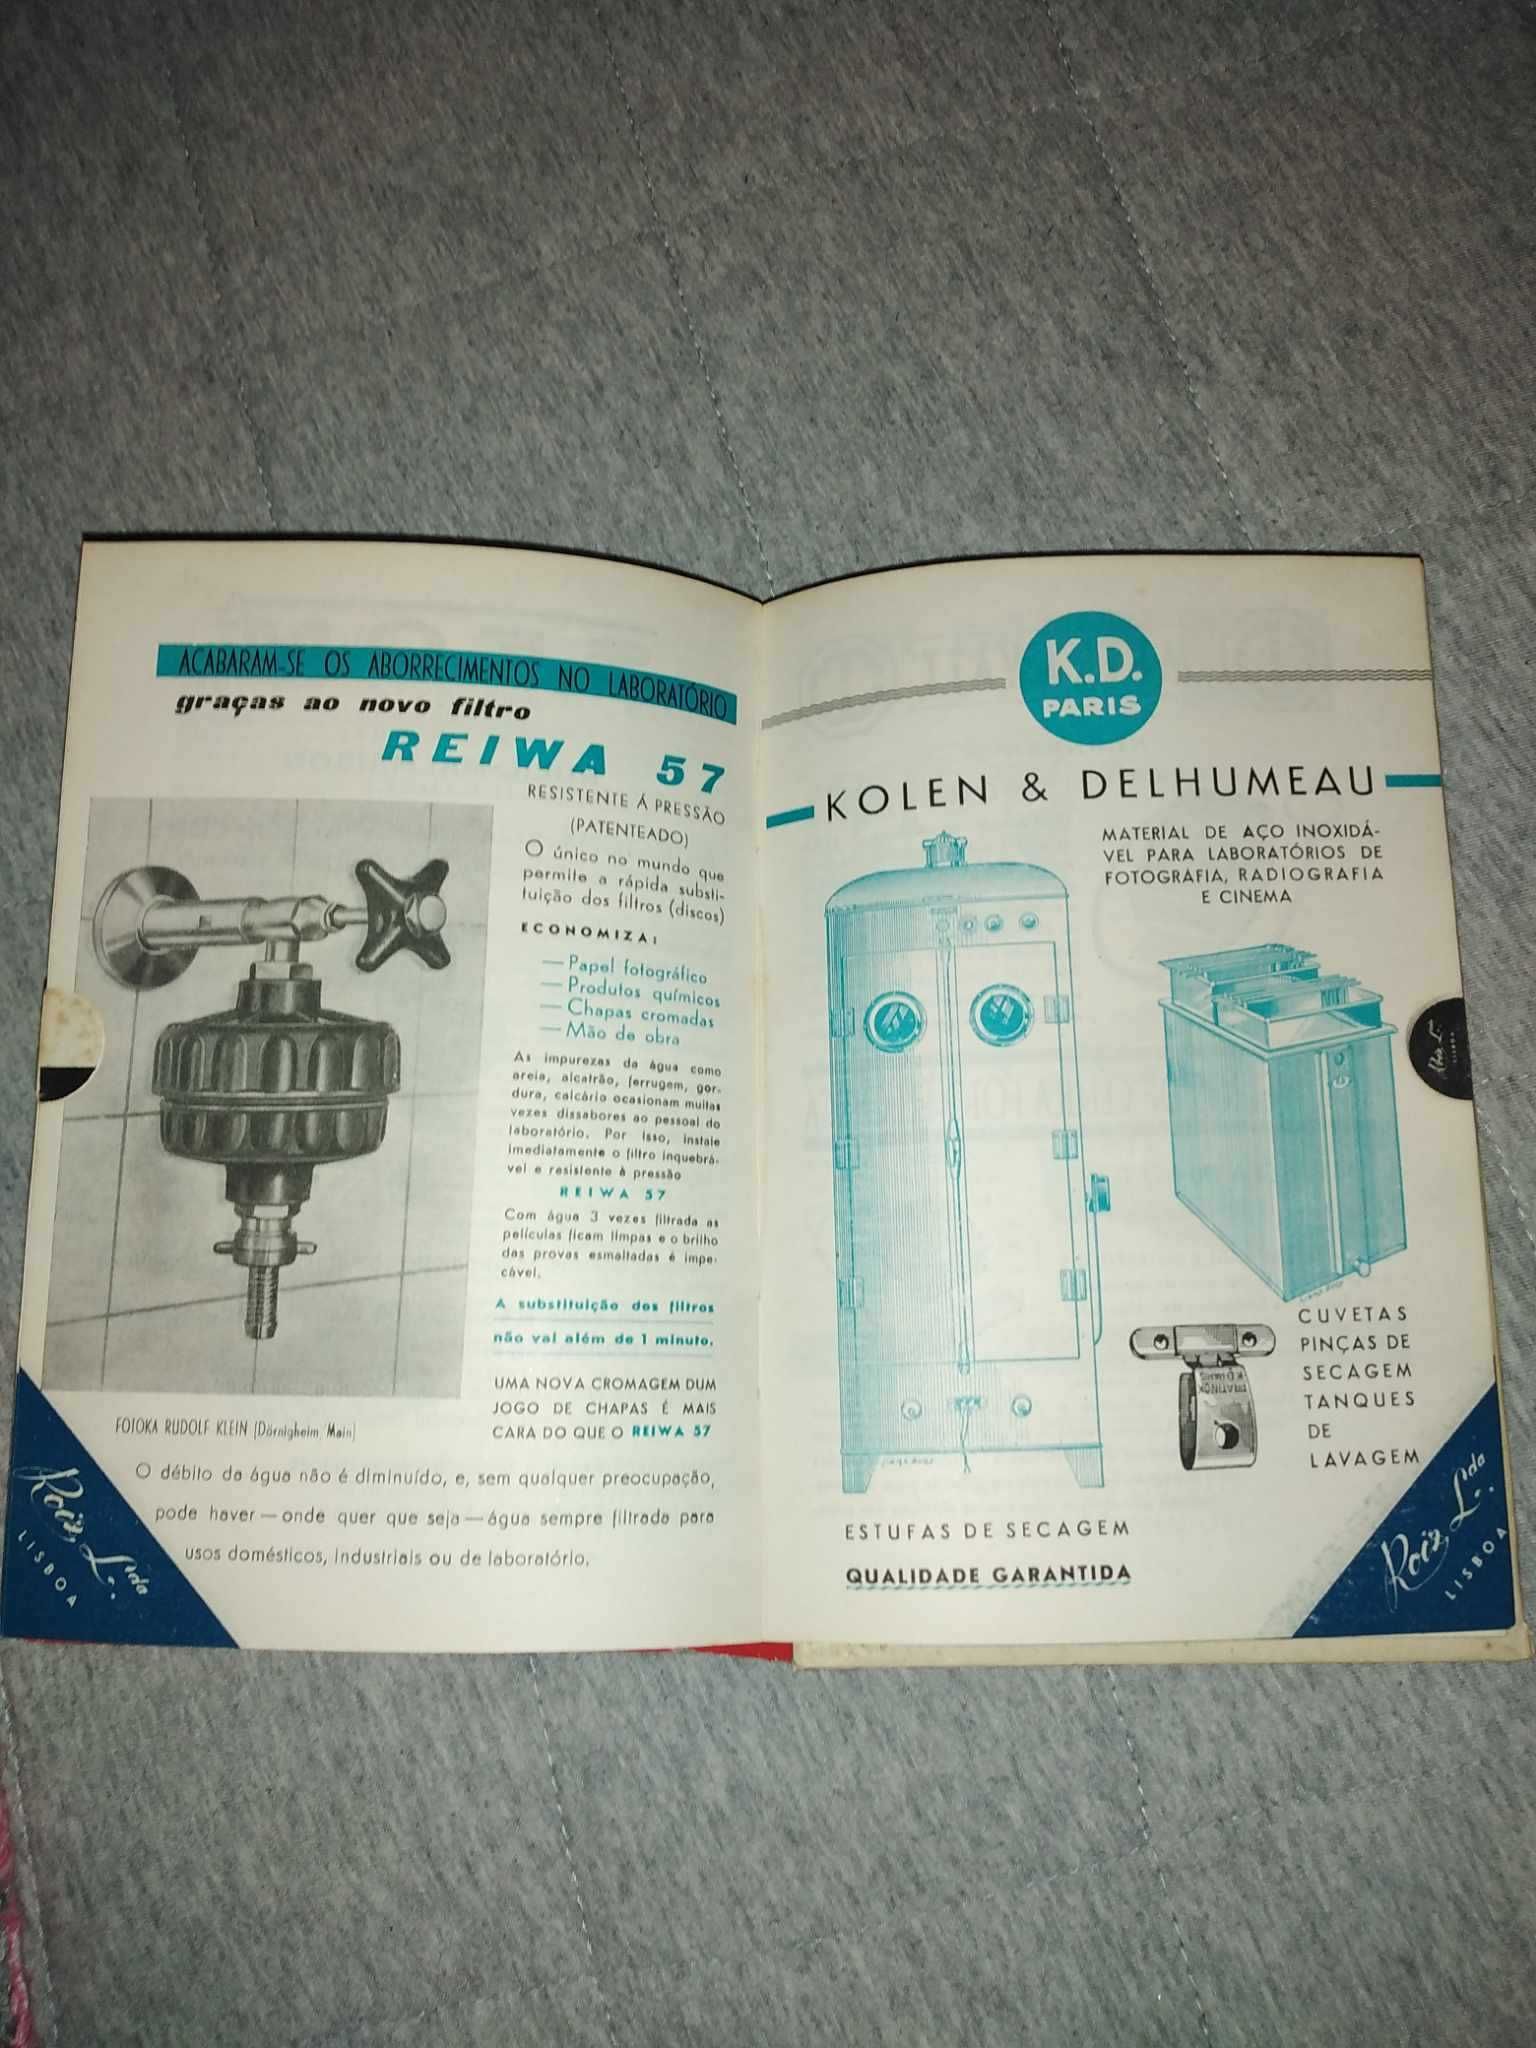 ACABARAM-SE OS ABORRECIMENTOS NO LABORATÓRIO
graças ao novo filtro
REIWA 57
RESISTENTE Á PRESSÃO
(PATENTEADO)
O único no mundo que
permite a rápida substi-
tuição dos filtros (discos)
ECONOMIZA:
— Papel fotográfico
— Produtos químicos
— Chapas cromadas
— Mão de obra
As impurezas da água como
areia, alcatrão, ferrugem, gor-
dura, calcário ocasionam muitas
vezes dissabores ao pessoal do
laboratório. Por isso, instale
imediatamente o filtro inquebrá-
vel e resistente à pressão
REIWA 57
Com água 3 vezes filtrada as
películas ficam limpas e o brilho
das provas esmaltadas é impe-
cável.
A substituição dos filtros
não vai além de 1 minuto.
UMA NOVA CROMAGEM DUM
JOGO DE CHAPAS É MAIS
CARA DO QUE O REIWA 57
FOTOKA RUDOLF KLEIN (Dörnigheim/Main)
O débito da água não é diminuído, e, sem qualquer preocupação,
pode haver — onde quer que seja — água sempre filtrada para
usos domésticos, industriais ou de laboratório.
Roiz, L.da
LISBOA
K.D.
PARIS
KOLEN & DELHUMEAU
MATERIAL DE AÇO INOXIDÁ-
VEL PARA LABORATÓRIOS DE
FOTOGRAFIA, RADIOGRAFIA
E CINEMA
CUVETAS
PINÇAS DE
SECAGEM
TANQUES
DE
LAVAGEM
K.D. PARIS
ESTUFAS DE SECAGEM
QUALIDADE GARANTIDA
Roiz, L.da
LISBOA
LISBOA